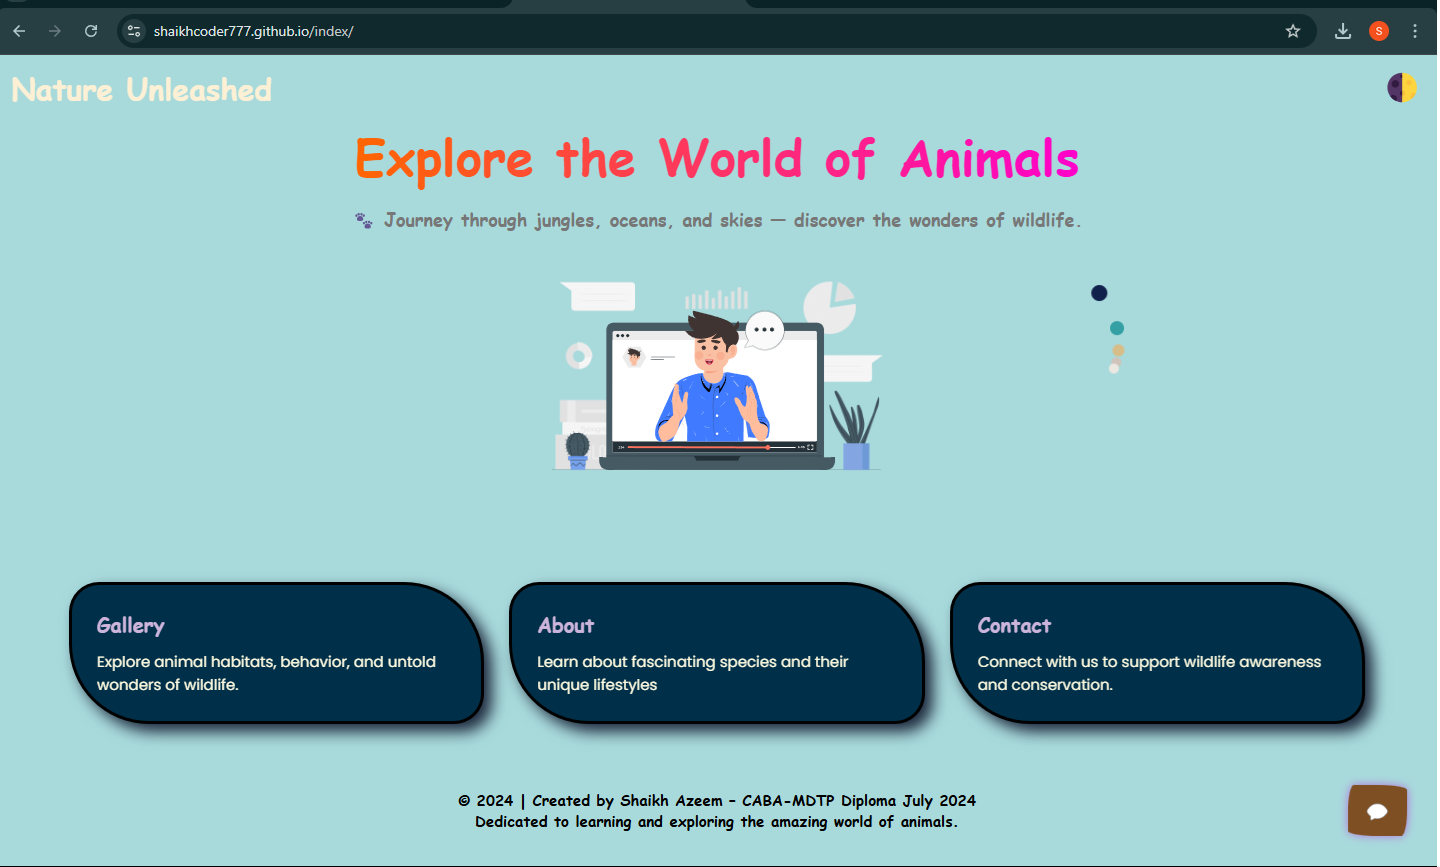 shaikhcoder777.github.io/index/
S
Nature Unleashed
Explore the World of Animals
🐾 Journey through jungles, oceans, and skies — discover the wonders of wildlife.
Gallery
Explore animal habitats, behavior, and untold
wonders of wildlife.
About
Learn about fascinating species and their
unique lifestyles
Contact
Connect with us to support wildlife awareness
and conservation.
© 2024 | Created by Shaikh Azeem - CABA-MDTP Diploma July 2024
Dedicated to learning and exploring the amazing world of animals.